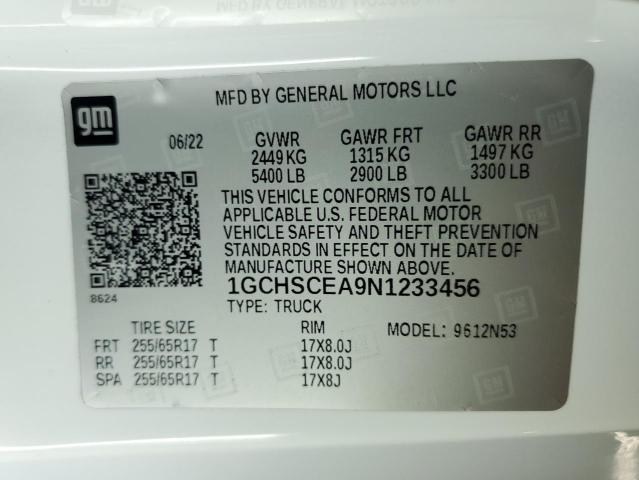 MFD BY GENERAL MOTORS LLC
gm
06/22 GVWR GAWR FRT GAWR RR
2449 KG 1315 KG 1497 KG
5400 LB 2900 LB 3300 LB
THIS VEHICLE CONFORMS TO ALL
APPLICABLE U.S. FEDERAL MOTOR
VEHICLE SAFETY AND THEFT PREVENTION
STANDARDS IN EFFECT ON THE DATE OF
MANUFACTURE SHOWN ABOVE.
8624
1GCHSCEA9N1233456
TYPE: TRUCK
TIRE SIZE RIM MODEL: 9612N53
FRT 255/65R17 T 17X8.0J
RR 255/65R17 T 17X8.0J
SPA 255/65R17 T 17X8J